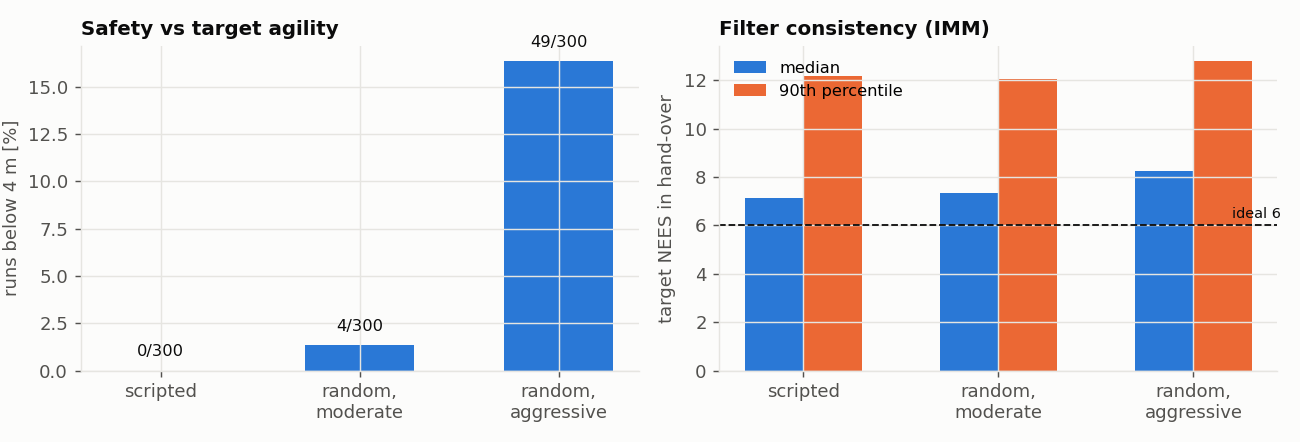 Safety vs target agility
49/300
15.0
12.5
10.0
7.5
5.0
2.5
0.0
runs below 4 m [%]
4/300
0/300
scripted
random,
moderate
random,
aggressive
Filter consistency (IMM)
median
90th percentile
12
10
8
6
4
2
0
target NEES in hand-over
ideal 6
scripted
random,
moderate
random,
aggressive